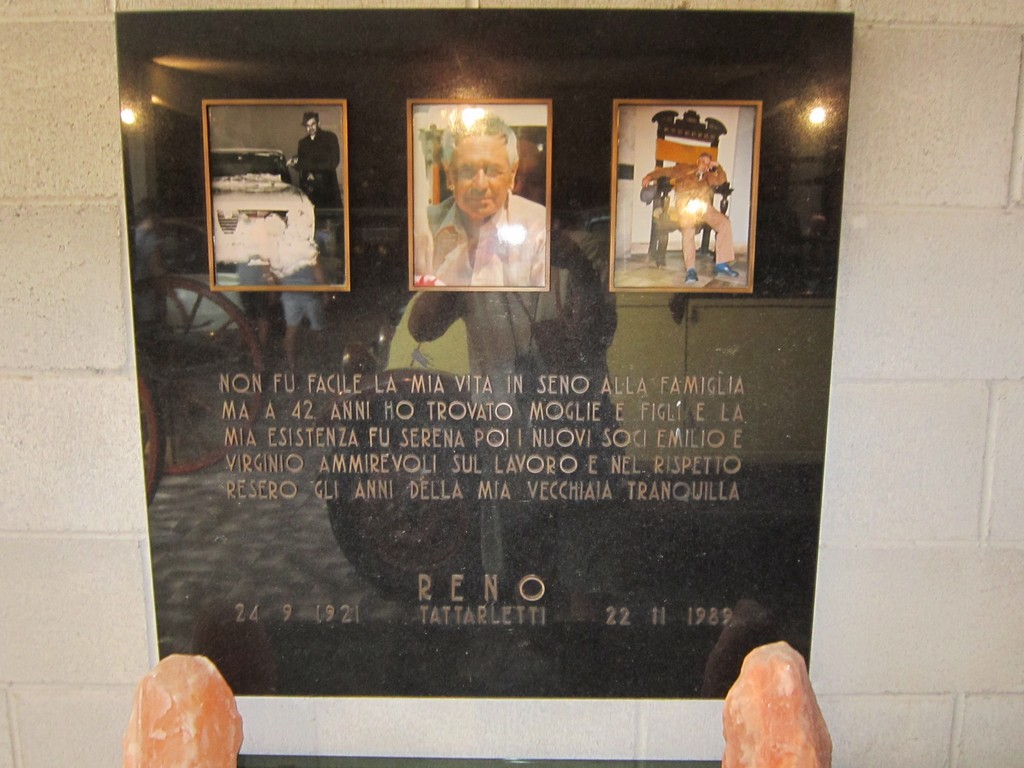 NON FU FACILE LA MIA VITA IN SENO ALLA FAMIGLIA
MA A 42 ANNI HO TROVATO MOGLIE E FIGLI E LA
MIA ESISTENZA FU SERENA POI I NUOVI SOCI EMILIO E
VIRGINIO AMMIREVOLI SUL LAVORO E NEL RISPETTO
RESERO GLI ANNI DELLA MIA VECCHIAIA TRANQUILLA
RENO
24 9 1921 TATTARLETTI 22 11 1989